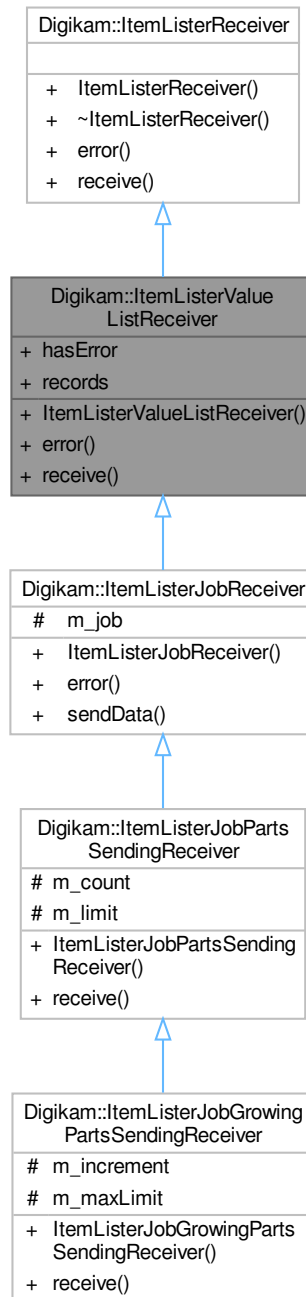 Digikam::ItemListerReceiver
+ ItemListerReceiver()
+ ~ItemListerReceiver()
+ error()
+ receive()
Digikam::ItemListerValue
ListReceiver
+ hasError
+ records
+ ItemListerValueListReceiver()
+ error()
+ receive()
Digikam::ItemListerJobReceiver
# m_job
+ ItemListerJobReceiver()
+ error()
+ sendData()
Digikam::ItemListerJobParts
SendingReceiver
# m_count
# m_limit
+ ItemListerJobPartsSending
Receiver()
+ receive()
Digikam::ItemListerJobGrowing
PartsSendingReceiver
# m_increment
# m_maxLimit
+ ItemListerJobGrowingParts
SendingReceiver()
+ receive()